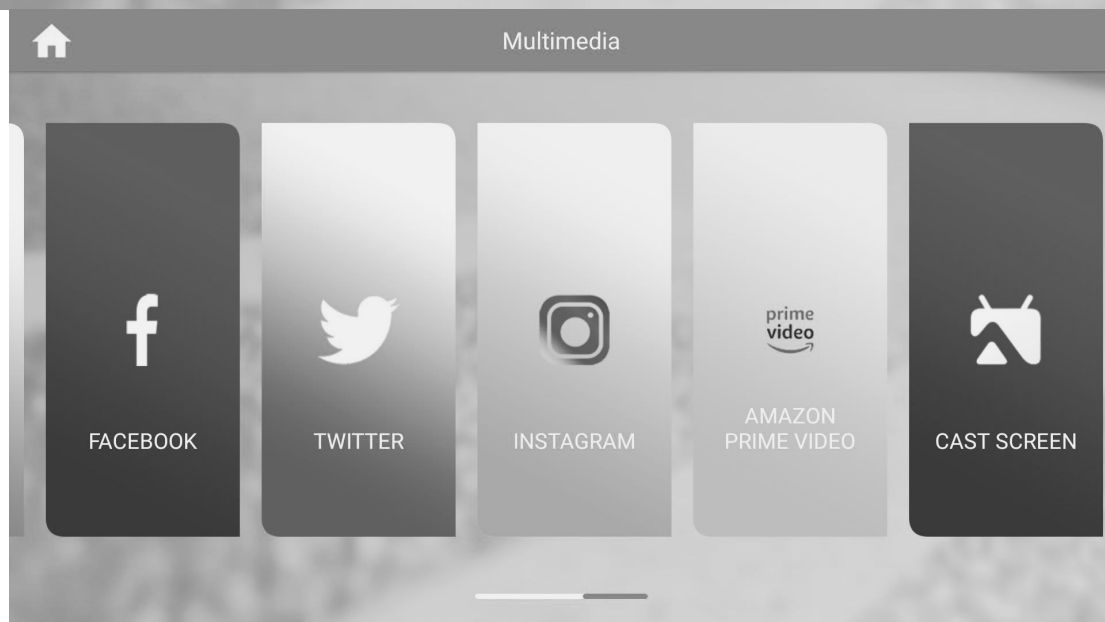 Multimedia
FACEBOOK
TWITTER
INSTAGRAM
prime
video
AMAZON
PRIME VIDEO
CAST SCREEN